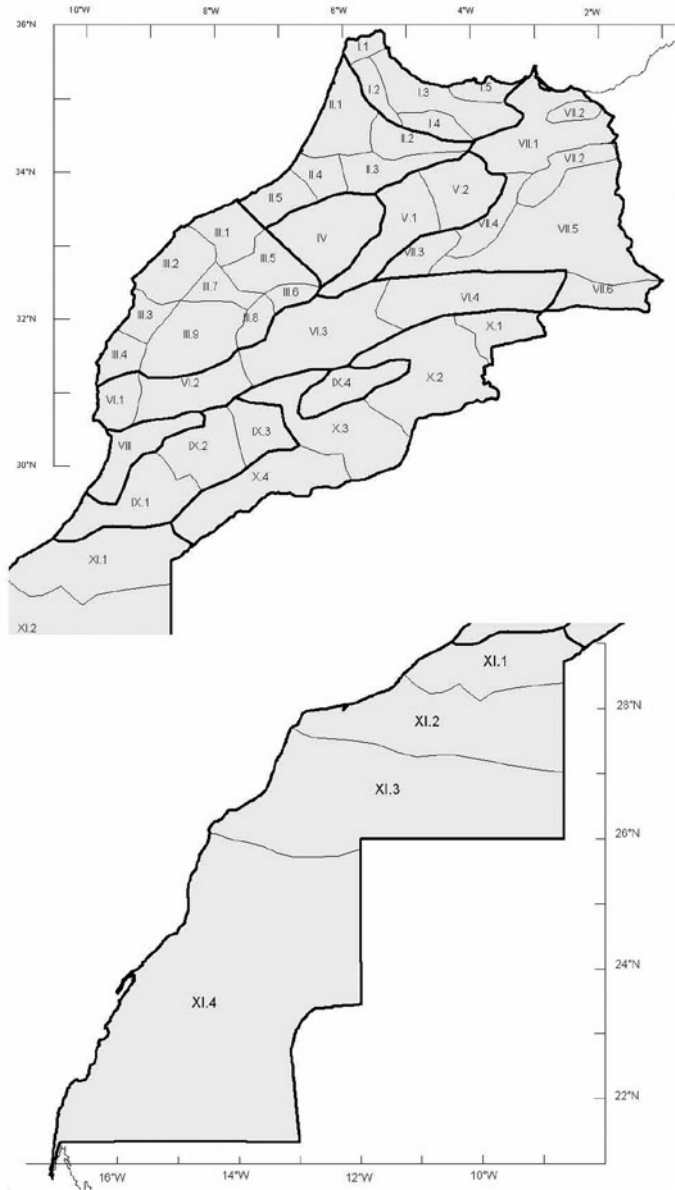 10°W 8°W 6°W 4°W 2°W
36°N
I.1
I.2 I.3 I.5
II.1 VII.2
I.4
II.2 VII.1
VII.2
34°N
II.4 II.3
II.5 V.1 V.2
III.1 IV VII.4
III.5 VII.3 VII.5
III.2
III.7 III.6 VII.6
III.3 VI.4
32°N
III.9 III.8 X.1
III.4 VI.3
VI.2 IX.4 X.2
VI.1
VIII IX.2 IX.3 X.3
30°N
IX.1 X.4
XI.1
XI.2
XI.1
28°N
XI.2
XI.3
26°N
24°N
XI.4
22°N
16°W 14°W 12°W 10°W